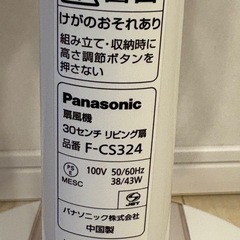 けがのおそれあり
組み立て・収納時に
高さ調節ボタンを
押さない
Panasonic
扇風機
30センチ リビング扇
品番 F-CS324
PS
E
MESC
100V 50/60Hz
38/43W
JET
パナソニック株式会社
中国製